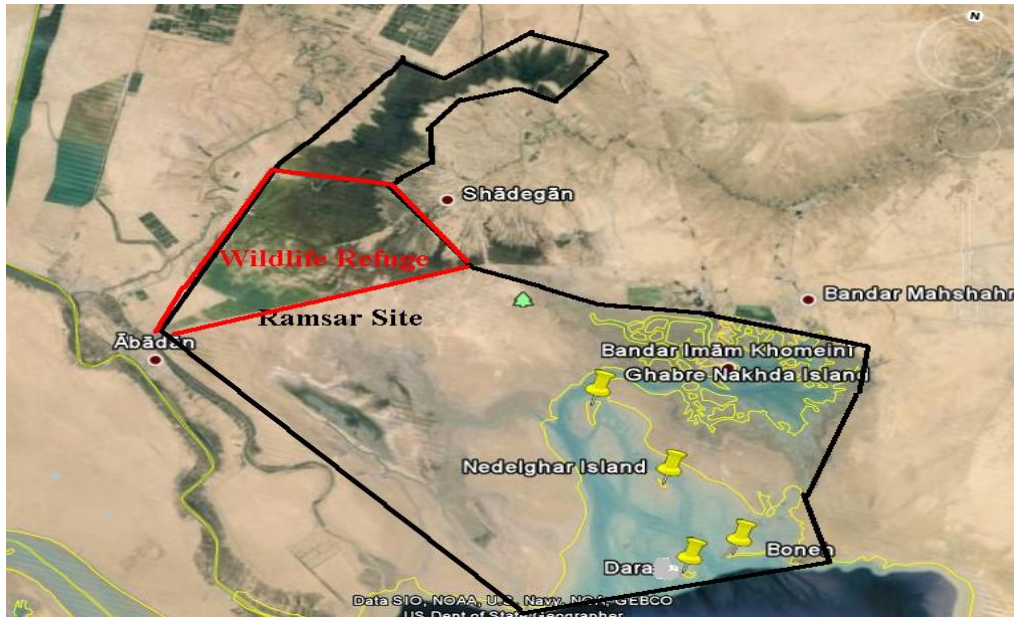 N
Shādegān
Wildlife Refuge
Bandar Mahshahr
Ramsar Site
Ābādān
Bandar Imām Khomeinī
Ghabre Nakhda Island
Nedelghar Island
Boneh
Dara
Data SIO, NOAA, U.S. Navy, NGA, GEBCO
US Dept of State Geographer